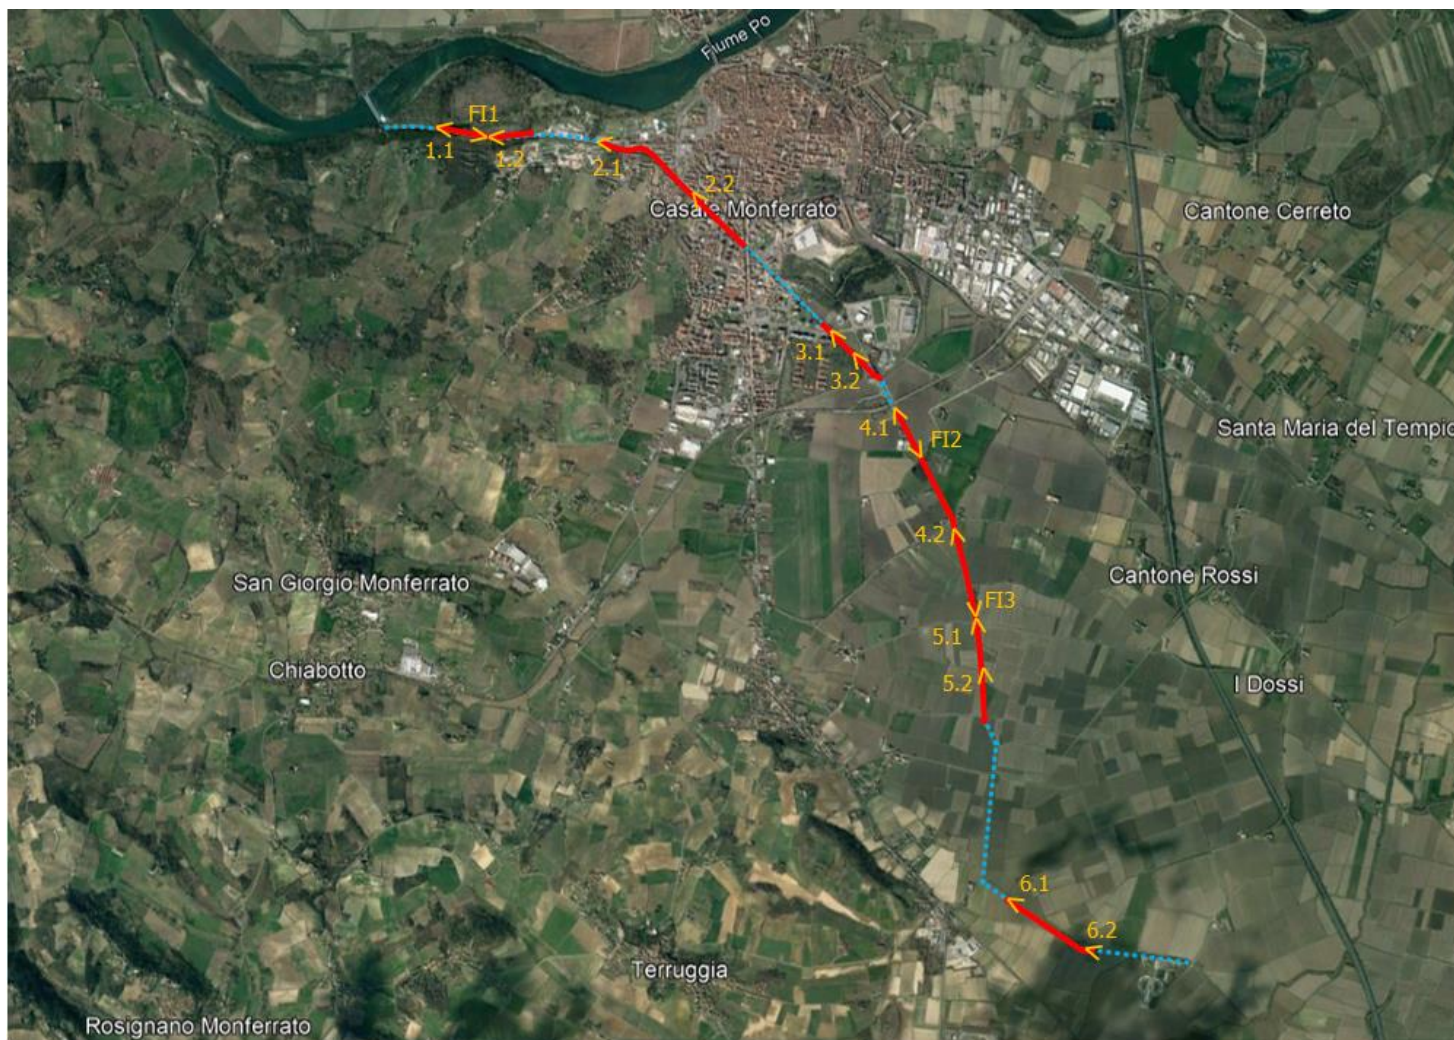 Fiume Po
FI1
1.1
1.2
2.1
2.2
Casale Monferrato
Cantone Cerreto
3.1
3.2
4.1
FI2
Santa Maria del Tempio
4.2
San Giorgio Monferrato
Cantone Rossi
FI3
5.1
Chiabotto
5.2
I Dossi
6.1
6.2
Terruggia
Rosignano Monferrato